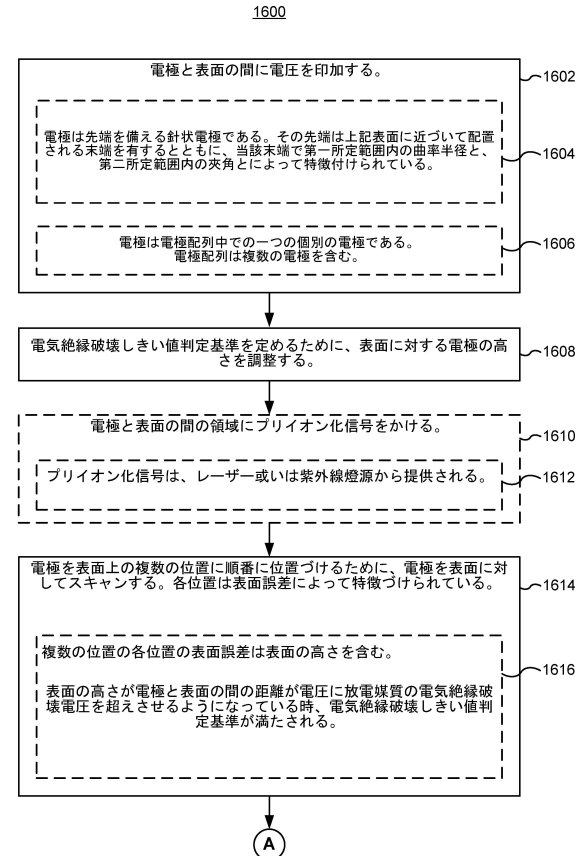 1600
電極と表面の間に電圧を印加する。
1602
電極は先端を備える針状電極である。その先端は上記表面に近づいて配置
される末端を有するとともに、当該末端で第一所定範囲内の曲率半径と、
第二所定範囲内の夾角とによって特徴付けられている。
1604
電極は電極配列中での一つの個別の電極である。
電極配列は複数の電極を含む。
1606
電気絶縁破壊しきい値判定基準を定めるために、表面に対する電極の高
さを調整する。
1608
電極と表面の間の領域にプリイオン化信号をかける。
1610
プリイオン化信号は、レーザー或いは紫外線燈源から提供される。
1612
電極を表面上の複数の位置に順番に位置づけるために、電極を表面に対
してスキャンする。各位置は表面誤差によって特徴づけられている。
1614
複数の位置の各位置の表面誤差は表面の高さを含む。
1616
表面の高さが電極と表面の間の距離が電圧に放電媒質の電気絶縁破
壊電圧を超えさせるようになっている時、電気絶縁破壊しきい値判
定基準が満たされる。
A